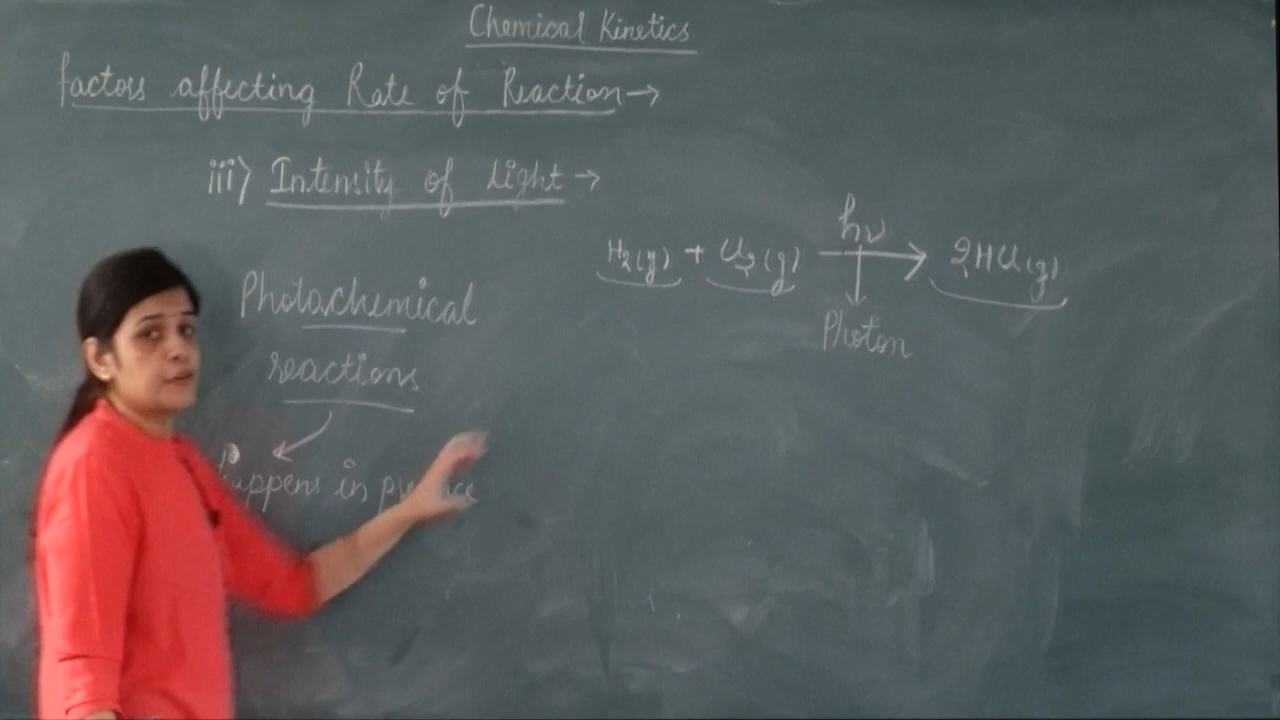 Chemical Kinetics
factors affecting Rate of Reaction →
iii) Intensity of light →
H2(g) + Cl2(g) hν → 2HCl(g)
Photon
Photochemical
reactions
happens in